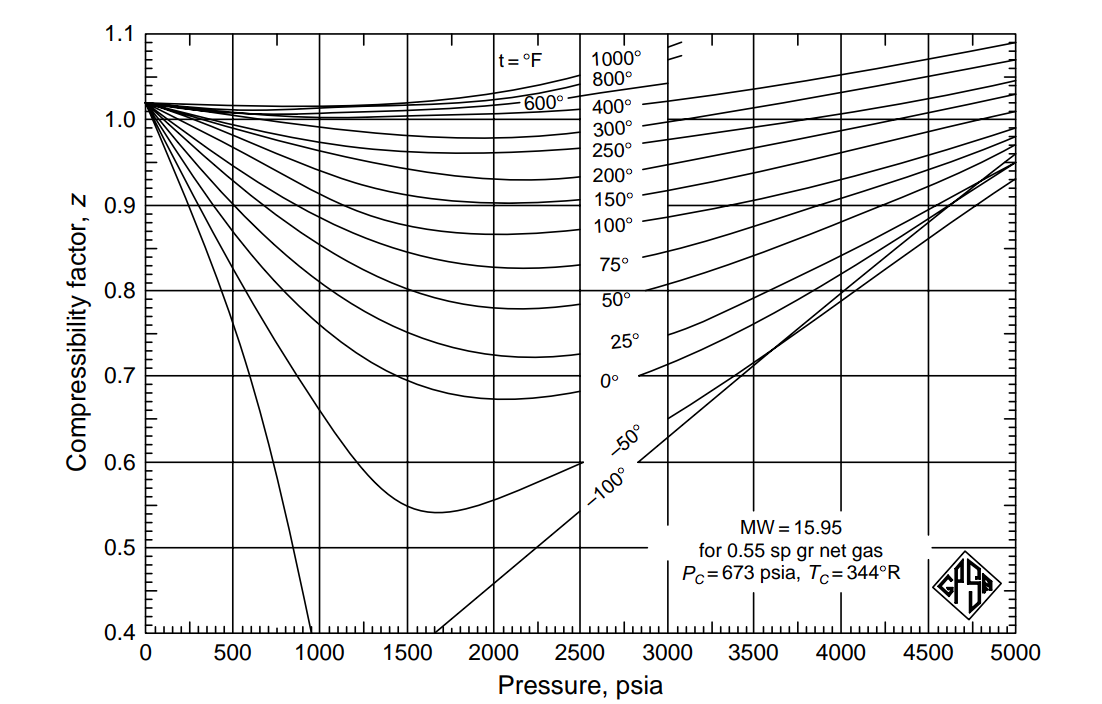 1.1
1.0
0.9
0.8
0.7
0.6
0.5
0.4
Compressibility factor, z
t = °F
1000°
800°
600°
400°
300°
250°
200°
150°
100°
75°
50°
25°
0°
–50°
–100°
MW = 15.95
for 0.55 sp gr net gas
PC = 673 psia, TC = 344°R
GPSA
0 500 1000 1500 2000 2500 3000 3500 4000 4500 5000
Pressure, psia